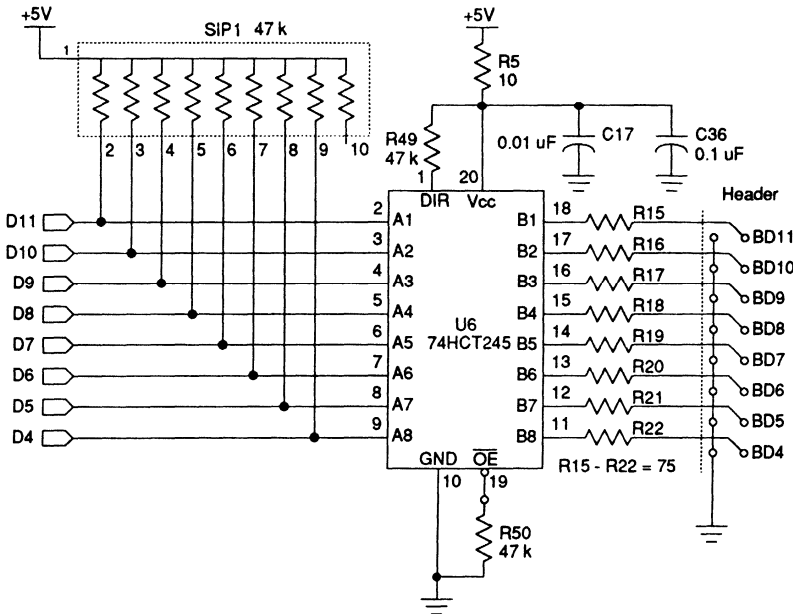 +5V
SIP1 47 k
1
2 3 4 5 6 7 8 9 10
+5V
R5
10
R49
47 k
0.01 uF
C17
C36
0.1 uF
1
20
DIR
Vcc
Header
D11
2
A1
B1
18
R15
BD11
D10
3
A2
B2
17
R16
BD10
D9
4
A3
B3
16
R17
BD9
D8
5
A4
B4
15
R18
BD8
U6
74HCT245
D7
6
A5
B5
14
R19
BD7
D6
7
A6
B6
13
R20
BD6
D5
8
A7
B7
12
R21
BD5
D4
9
A8
B8
11
R22
BD4
GND
OE
10
19
R15 - R22 = 75
R50
47 k